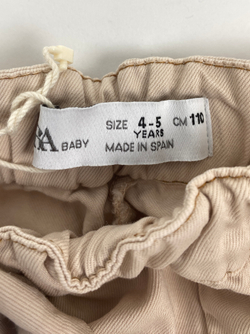 BABY SIZE 4-5 YEARS CM 110
MADE IN SPAIN